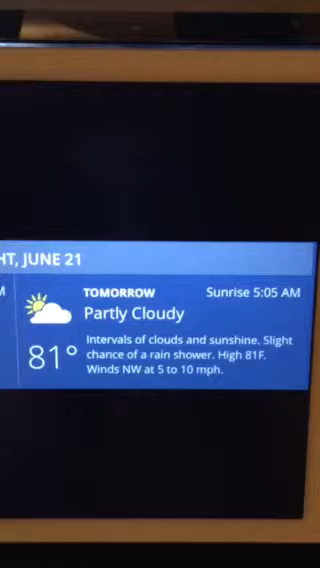 HT, JUNE 21
M
TOMORROW Sunrise 5:05 AM
Partly Cloudy
81°
Intervals of clouds and sunshine. Slight
chance of a rain shower. High 81F.
Winds NW at 5 to 10 mph.